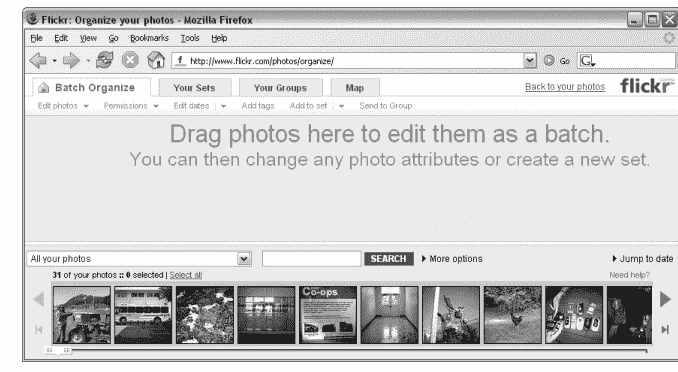 Flickr: Organize your photos - Mozilla Firefox
File Edit View Go Bookmarks Tools Help
http://www.flickr.com/photos/organize/ Go G
Batch Organize Your Sets Your Groups Map Back to your photos flickr
Edit photos Permissions Edit dates Add tags Add to set Send to Group
Drag photos here to edit them as a batch.
You can then change any photo attributes or create a new set.
All your photos SEARCH More options Jump to date
31 of your photos :: 0 selected | Select all Need help?
Co-ops